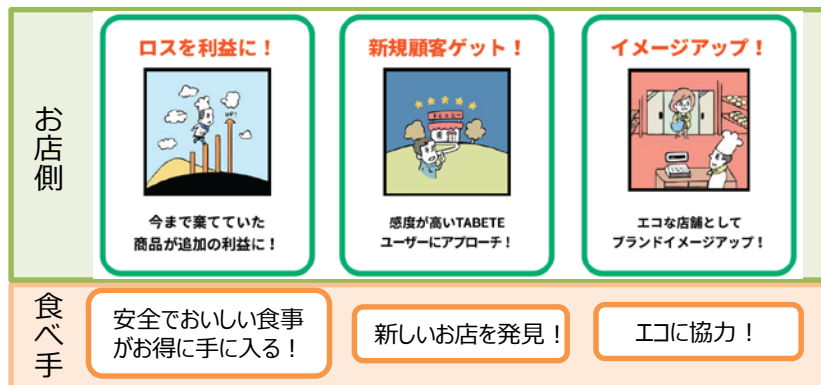 お店側
ロスを利益に！
UP!
今まで棄てていた
商品が追加の利益に！
新規顧客ゲット！
感度が高いTABETE
ユーザーにアプローチ！
イメージアップ！
エコな店舗として
ブランドイメージアップ！
食べ手
安全でおいしい食事
がお得に手に入る！
新しいお店を発見！
エコに協力！